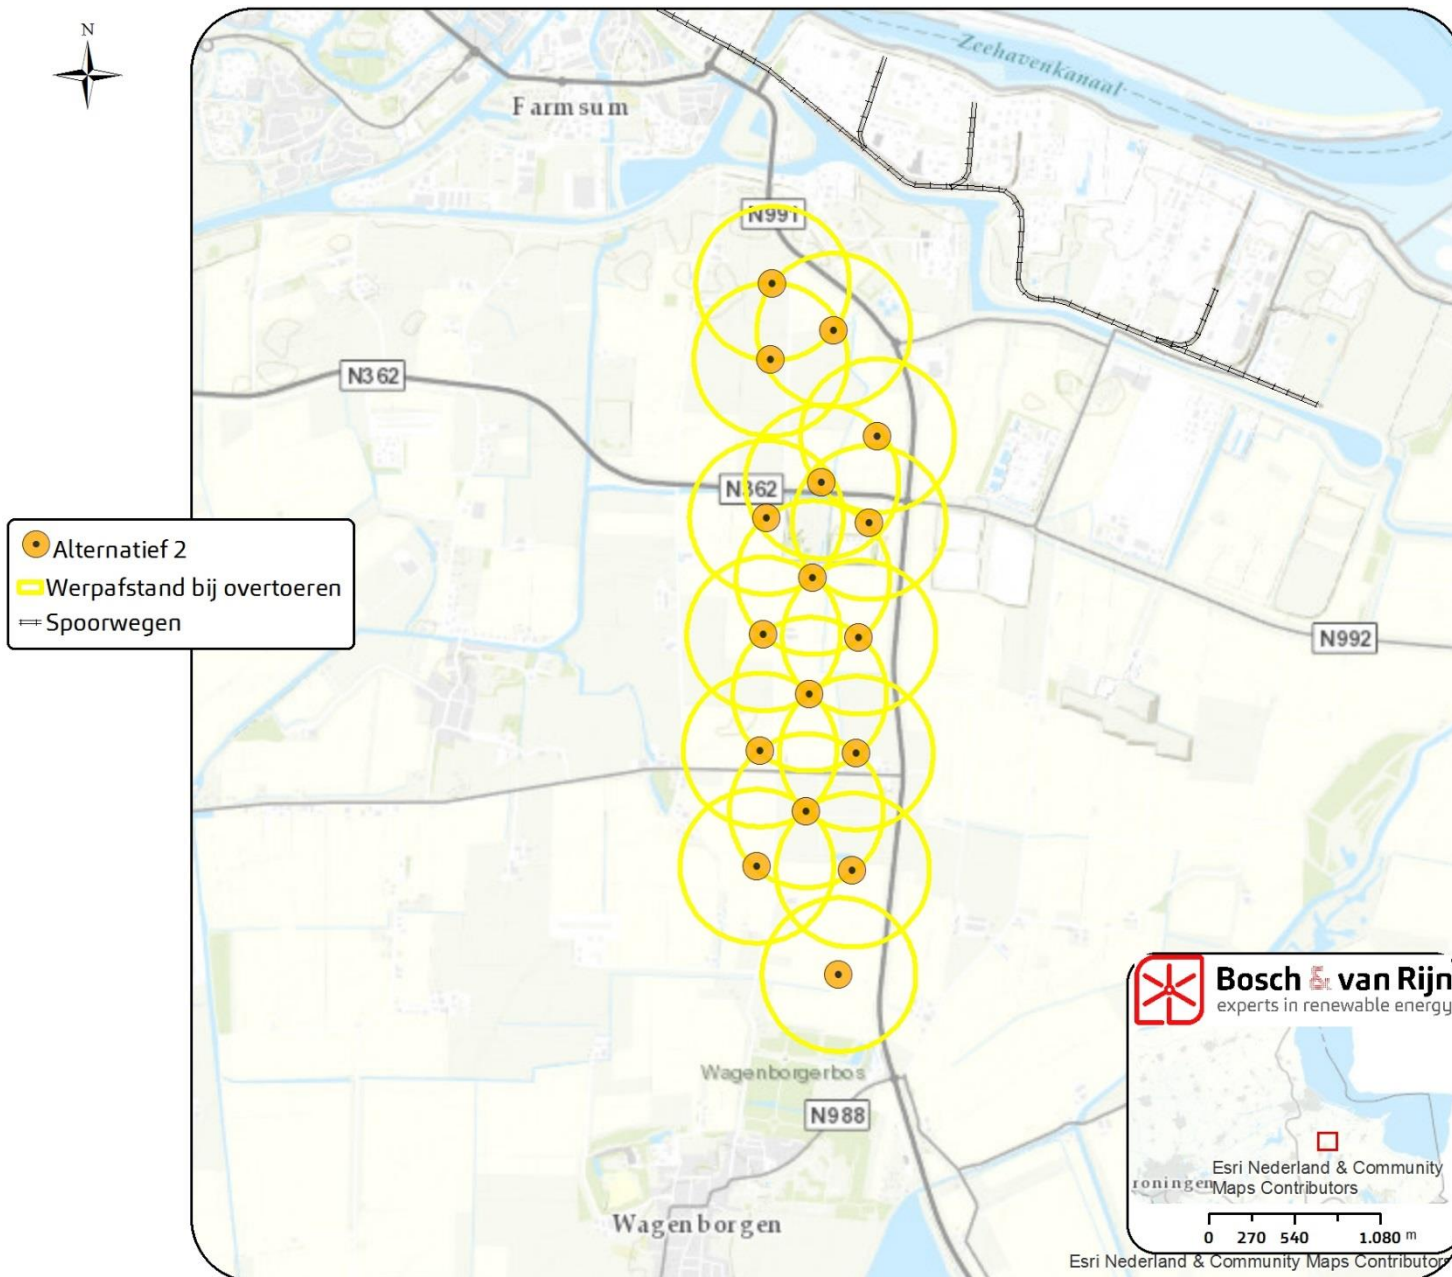 N
Zeehavenkanaal
Farmsum
N991
N362
N362
Alternatief 2
Werpafstand bij overtoeren
Spoorwegen
N992
Bosch & van Rijn
experts in renewable energy
Wagenborgerbos
N988
Esri Nederland & Community
roningen
Maps Contributors
Wagenborgen
0 270 540 1.080 m
Esri Nederland & Community Maps Contributors